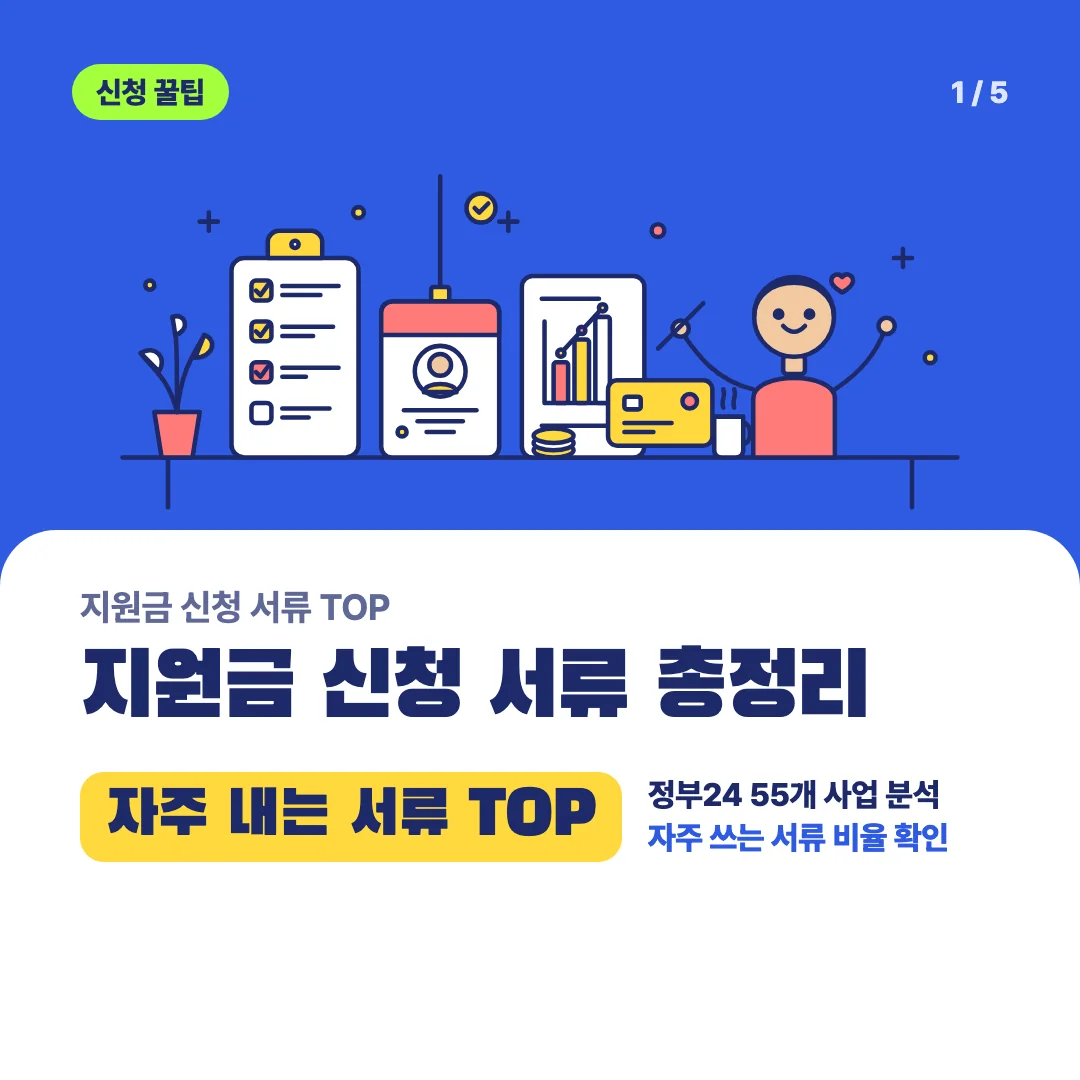 신청 꿀팁
1 / 5
지원금 신청 서류 TOP
지원금 신청 서류 총정리
자주 내는 서류 TOP
정부24 55개 사업 분석
자주 쓰는 서류 비율 확인